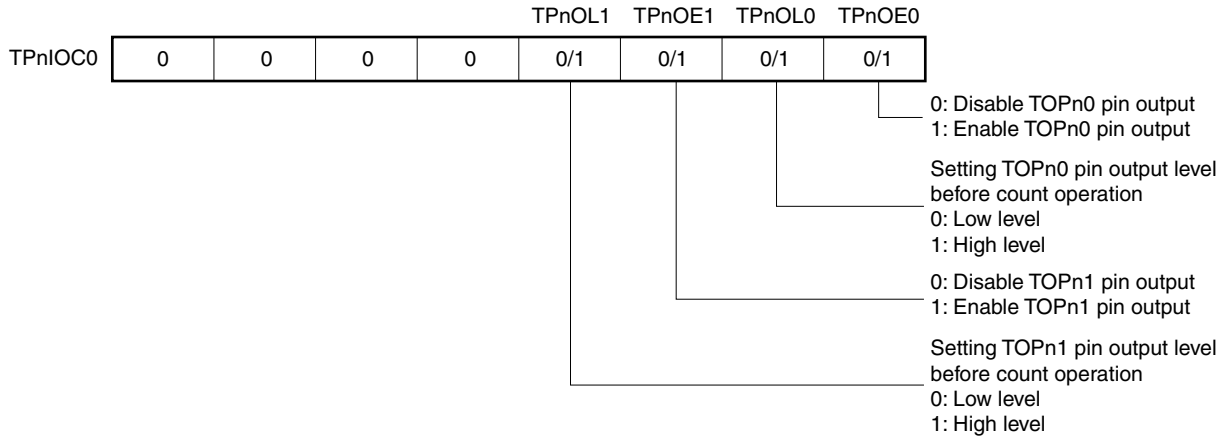 TPnOL1 TPnOE1 TPnOL0 TPnOE0
TPnIOC0 0 0 0 0 0/1 0/1 0/1 0/1
0: Disable TOPn0 pin output
1: Enable TOPn0 pin output
Setting TOPn0 pin output level
before count operation
0: Low level
1: High level
0: Disable TOPn1 pin output
1: Enable TOPn1 pin output
Setting TOPn1 pin output level
before count operation
0: Low level
1: High level